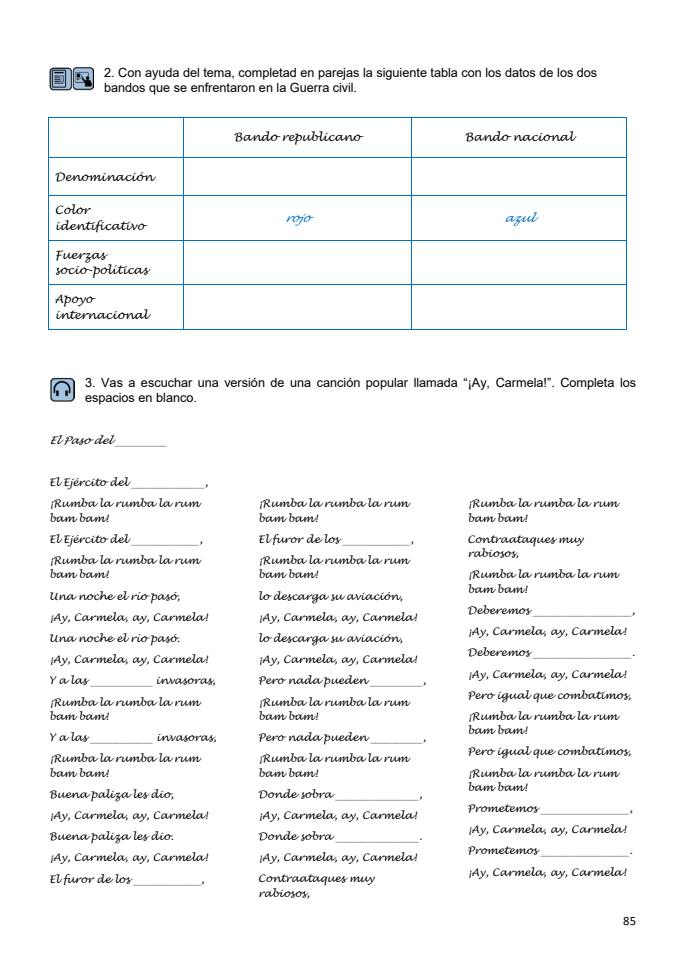 2. Con ayuda del tema, completad en parejas la siguiente tabla con los datos de los dos
bandos que se enfrentaron en la Guerra civil.
Bando republicano
Bando nacional
Denominación
Color
identificativo
rojo
azul
Fuerzas
socio-políticas
Apoyo
internacional
3. Vas a escuchar una versión de una canción popular llamada “¡Ay, Carmela!”. Completa los
espacios en blanco.
El Paso del________
El Ejército del ___________,
¡Rumba la rumba la rum
bam bam!
El Ejército del __________,
¡Rumba la rumba la rum
bam bam!
Una noche el río pasó,
¡Ay, Carmela, ay, Carmela!
Una noche el río pasó.
¡Ay, Carmela, ay, Carmela!
Y a las _________ invasoras,
¡Rumba la rumba la rum
bam bam!
Y a las _________ invasoras,
¡Rumba la rumba la rum
bam bam!
Buena paliza les dio,
¡Ay, Carmela, ay, Carmela!
Buena paliza les dio.
¡Ay, Carmela, ay, Carmela!
El furor de los __________,
¡Rumba la rumba la rum
bam bam!
El furor de los __________,
¡Rumba la rumba la rum
bam bam!
lo descarga su aviación,
¡Ay, Carmela, ay, Carmela!
lo descarga su aviación,
¡Ay, Carmela, ay, Carmela!
Pero nada pueden ________,
¡Rumba la rumba la rum
bam bam!
Pero nada pueden ________,
¡Rumba la rumba la rum
bam bam!
Donde sobra ____________,
¡Ay, Carmela, ay, Carmela!
Donde sobra ____________.
¡Ay, Carmela, ay, Carmela!
Contraataques muy
rabiosos,
¡Rumba la rumba la rum
bam bam!
Contraataques muy
rabiosos,
¡Rumba la rumba la rum
bam bam!
Deberemos ______________,
¡Ay, Carmela, ay, Carmela!
Deberemos ______________.
¡Ay, Carmela, ay, Carmela!
Pero igual que combatimos,
¡Rumba la rumba la rum
bam bam!
Pero igual que combatimos,
¡Rumba la rumba la rum
bam bam!
Prometemos _____________,
¡Ay, Carmela, ay, Carmela!
Prometemos _____________.
¡Ay, Carmela, ay, Carmela!
85